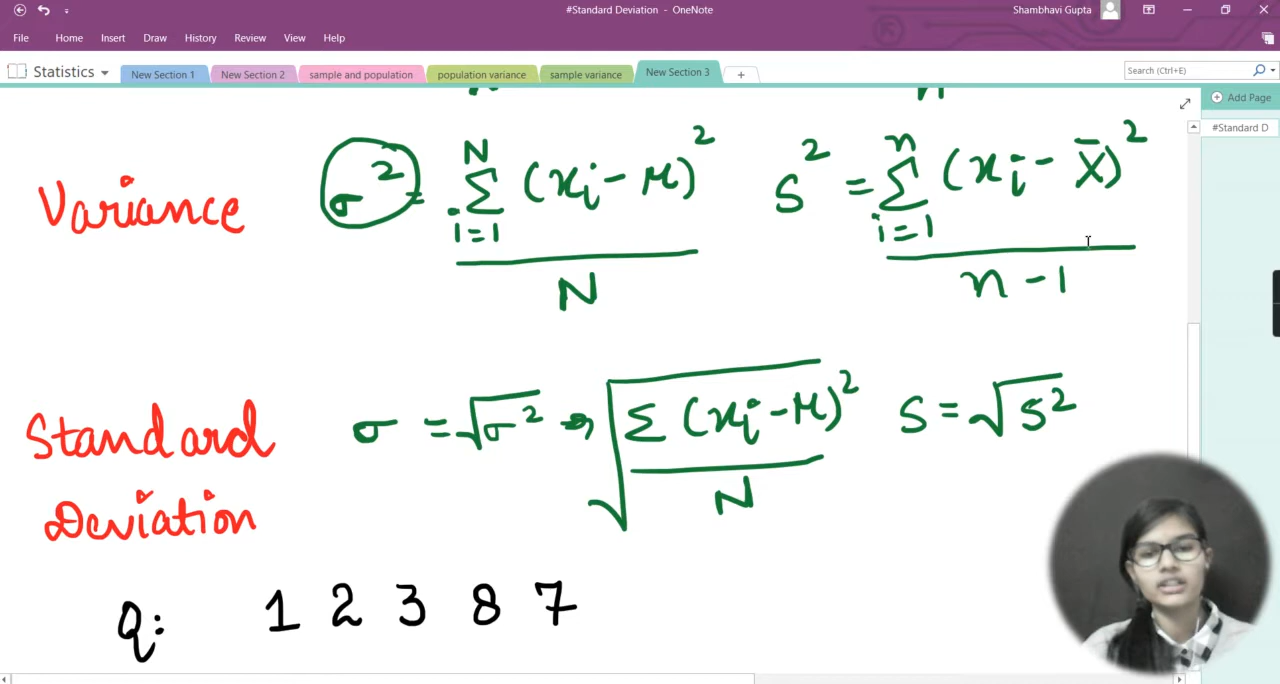 #Standard Deviation - OneNote
Shambhavi Gupta
File Home Insert Draw History Review View Help
Statistics New Section 1 New Section 2 sample and population population variance sample variance New Section 3 +
Search (Ctrl+E)
Add Page
#Standard D
Variance σ² = Σ_{i=1}^{N} (xi - μ)² / N s² = Σ_{i=1}^{n} (xi - x̄)² / n - 1
Standard Deviation σ = √σ² ⇒ √(Σ (xi - μ)² / N) s = √s²
Q: 1 2 3 8 7